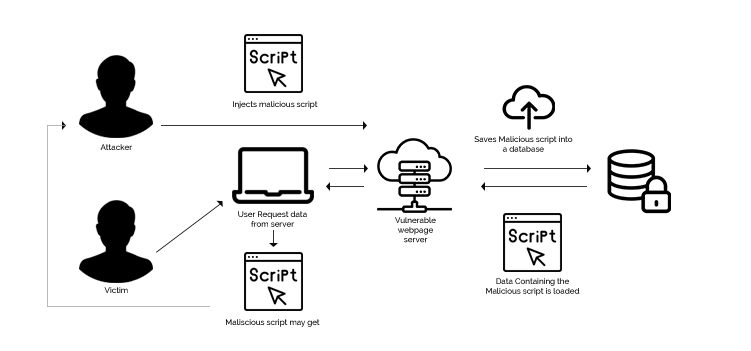 ScriPt
Injects malicious script
Attacker
Saves Malicious script into
a database
User Request data
from server
Vulnerable
webpage
server
ScriPt
Data Containing the
Malicious script is loaded
Victim
ScriPt
Maliscious script may get